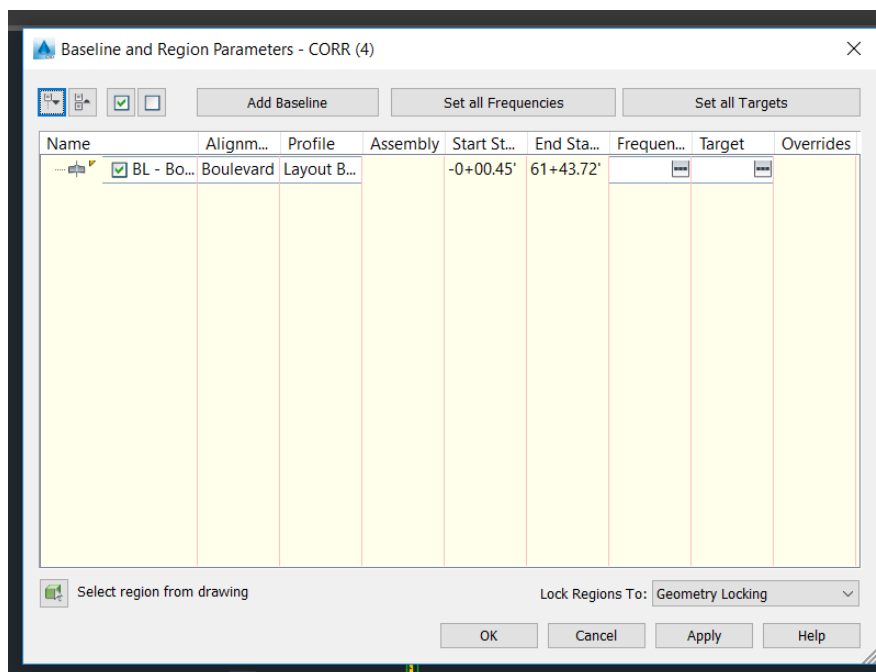 Baseline and Region Parameters - CORR (4)
Add Baseline Set all Frequencies Set all Targets
Name Alignm... Profile Assembly Start St... End Sta... Frequen... Target Overrides
BL - Bo... Boulevard Layout B... -0+00.45' 61+43.72'
Select region from drawing Lock Regions To: Geometry Locking
OK Cancel Apply Help